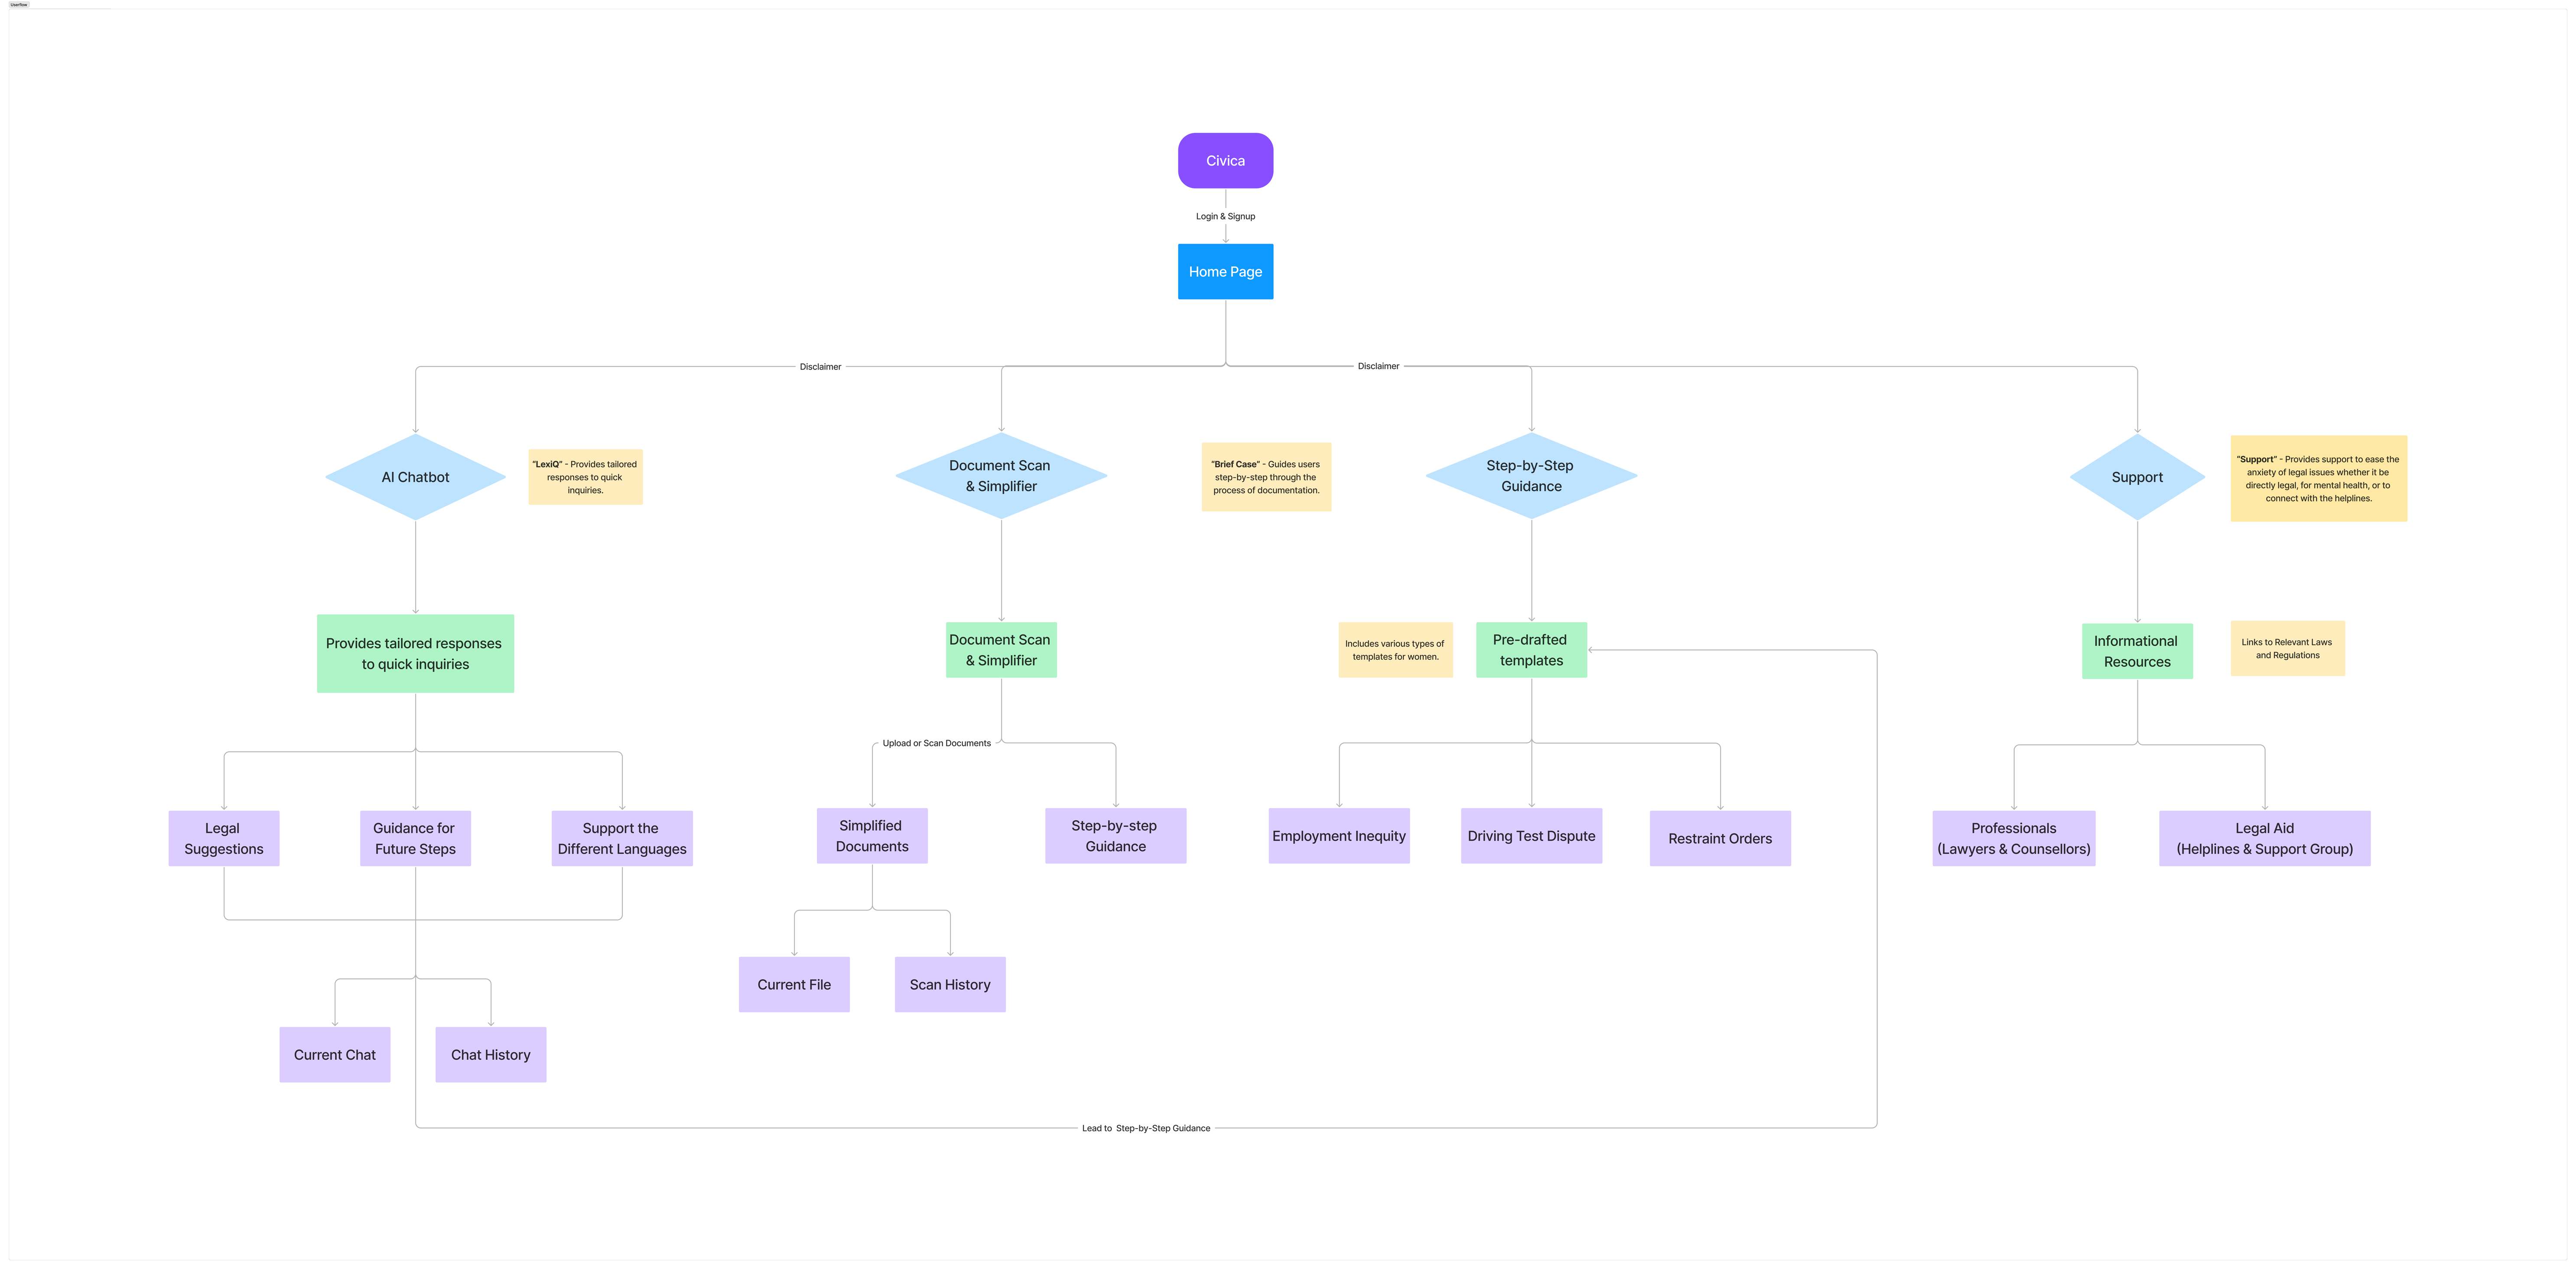 Userflow
Civica
Login & Signup
Home Page
Disclaimer
Disclaimer
AI Chatbot
"LexiQ" - Provides tailored
responses to quick
inquiries.
Document Scan
& Simplifier
"Brief Case" - Guides users
step-by-step through the
process of documentation.
Step-by-Step
Guidance
Support
"Support" - Provides support to ease the
anxiety of legal issues whether it be
directly legal, for mental health, or to
connect with the helplines.
Provides tailored responses
to quick inquiries
Document Scan
& Simplifier
Includes various types of
templates for women.
Pre-drafted
templates
Informational
Resources
Links to Relevant Laws
and Regulations
Upload or Scan Documents
Legal
Suggestions
Guidance for
Future Steps
Support the
Different Languages
Simplified
Documents
Step-by-step
Guidance
Employment Inequity
Driving Test Dispute
Restraint Orders
Professionals
(Lawyers & Counsellors)
Legal Aid
(Helplines & Support Group)
Current File
Scan History
Current Chat
Chat History
Lead to  Step-by-Step Guidance